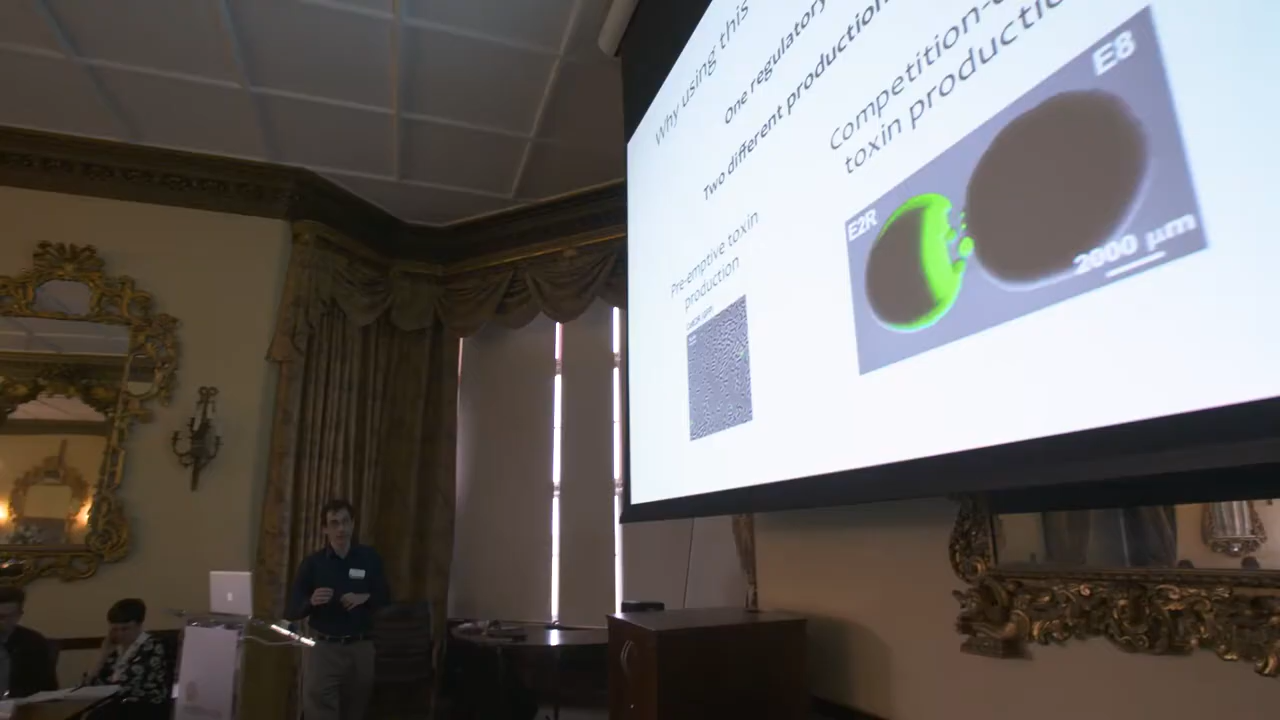 Why using this
One regulatory
Two different production
Pre-emptive toxin
production
Competition-
toxin productio
E8
E2R
2000 μm